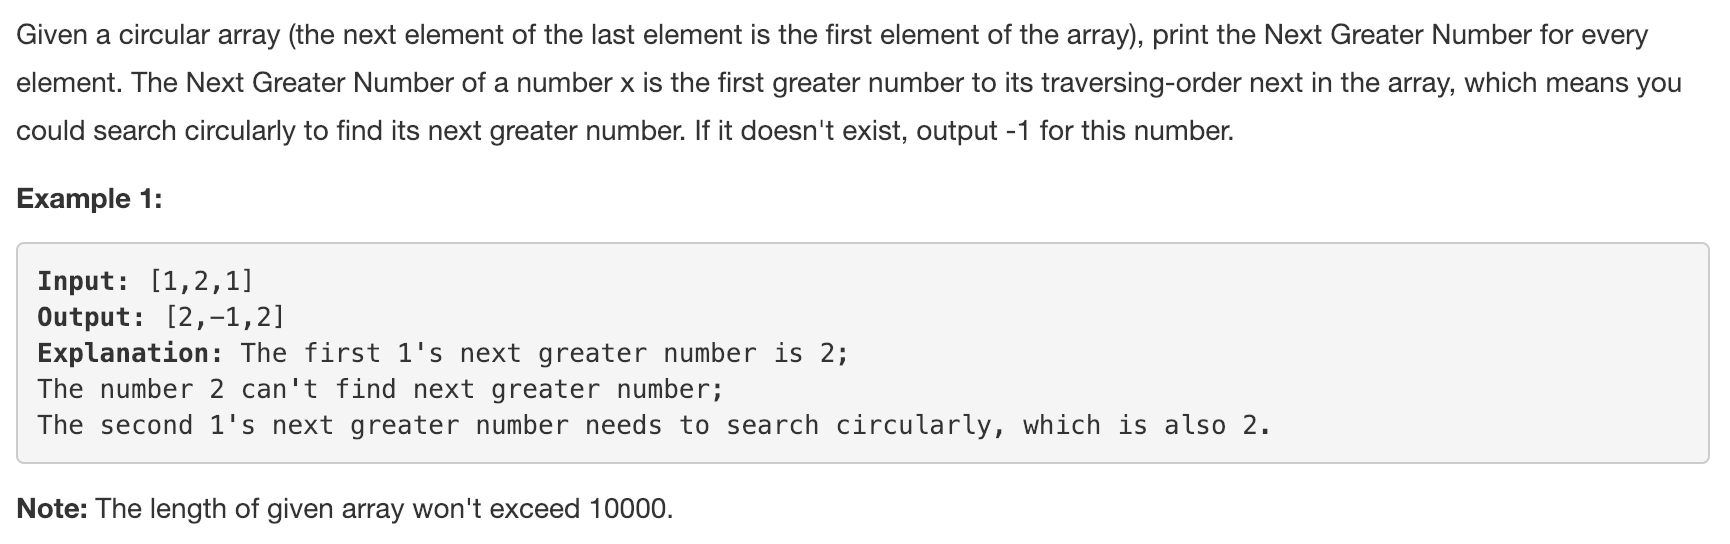 Given a circular array (the next element of the last element is the first element of the array), print the Next Greater Number for every
element. The Next Greater Number of a number x is the first greater number to its traversing-order next in the array, which means you
could search circularly to find its next greater number. If it doesn't exist, output -1 for this number.
Example 1:
Input: [1,2,1]
Output: [2,-1,2]
Explanation: The first 1's next greater number is 2;
The number 2 can't find next greater number;
The second 1's next greater number needs to search circularly, which is also 2.
Note: The length of given array won't exceed 10000.